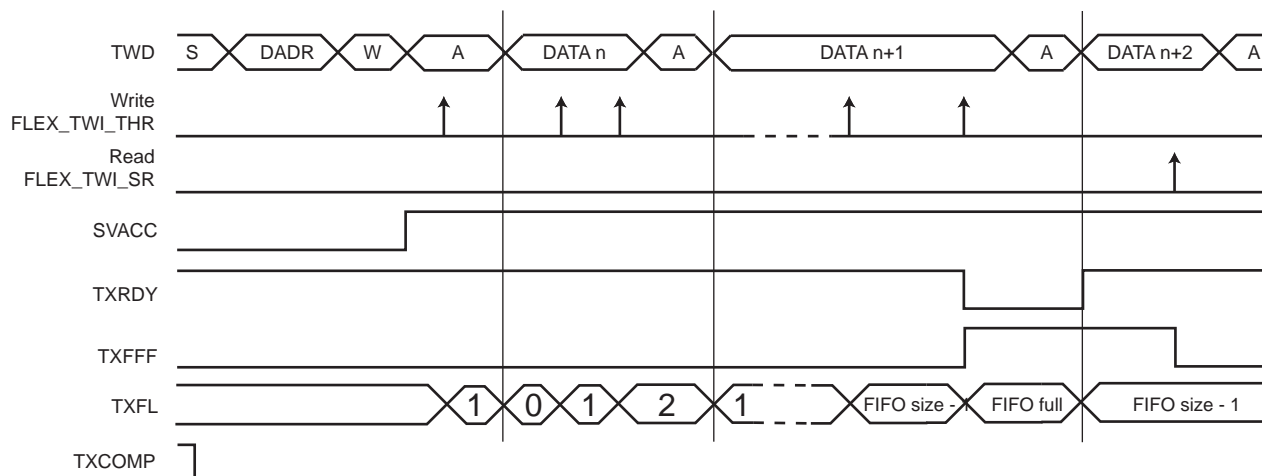 TWD S DADR W A DATA n A DATA n+1 A DATA n+2 A
Write
FLEX_TWI_THR
Read
FLEX_TWI_SR
SVACC
TXRDY
TXFFF
TXFL 1 0 1 2 1 FIFO size - 1 FIFO full FIFO size - 1
TXCOMP